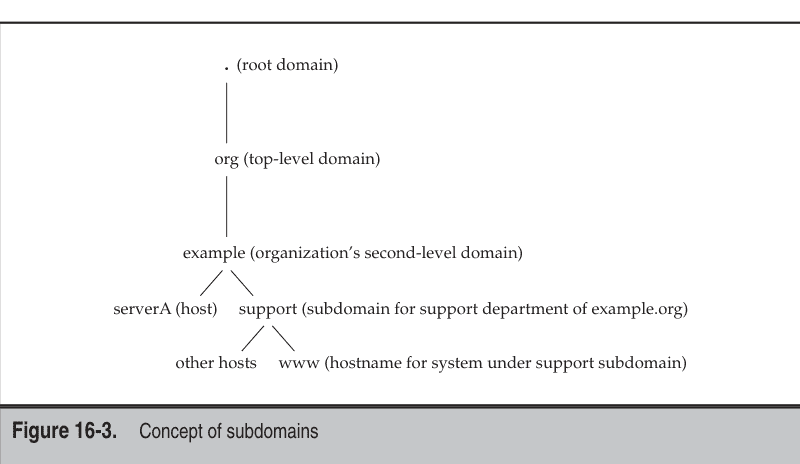 . (root domain)
org (top-level domain)
example (organization’s second-level domain)
serverA (host) support (subdomain for support department of example.org)
other hosts www (hostname for system under support subdomain)
Figure 16-3. Concept of subdomains